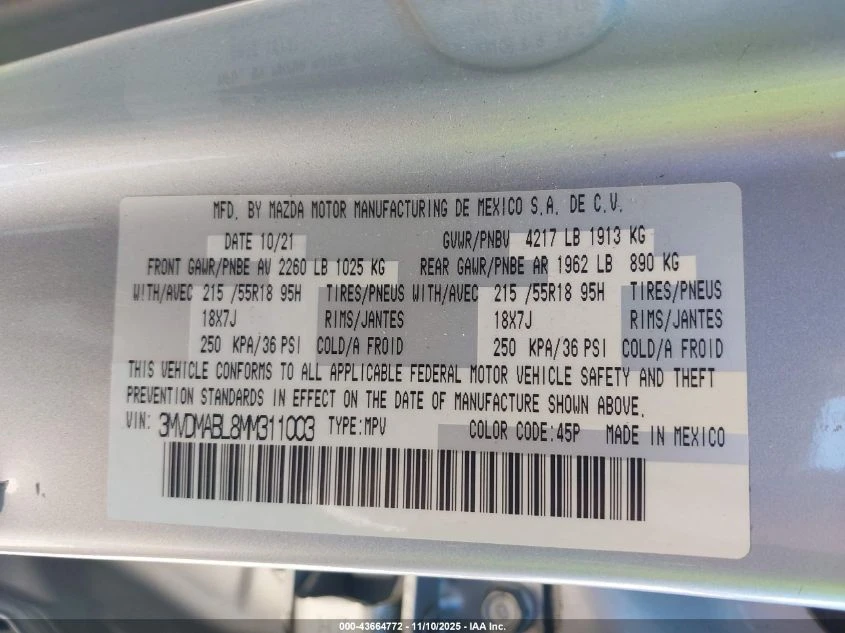 MFD. BY MAZDA MOTOR MANUFACTURING DE MEXICO S.A. DE C.V.
DATE 10/21 GVWR/PNBV 4217 LB 1913 KG
FRONT GAWR/PNBE AV 2260 LB 1025 KG REAR GAWR/PNBE AR 1962 LB 890 KG
WITH/AVEC 215 /55R18 95H TIRES/PNEUS WITH/AVEC 215 /55R18 95H TIRES/PNEUS
18X7J RIMS/JANTES 18X7J RIMS/JANTES
250 KPA/36 PSI COLD/A FROID 250 KPA/36 PSI COLD/A FROID
THIS VEHICLE CONFORMS TO ALL APPLICABLE FEDERAL MOTOR VEHICLE SAFETY AND THEFT
PREVENTION STANDARDS IN EFFECT ON THE DATE OF MANUFACTURE SHOWN ABOVE.
VIN: 3MVDMABL8MM311003 TYPE:MPV COLOR CODE:45P MADE IN MEXICO
000-43664772 - 11/10/2025 - IAA Inc.